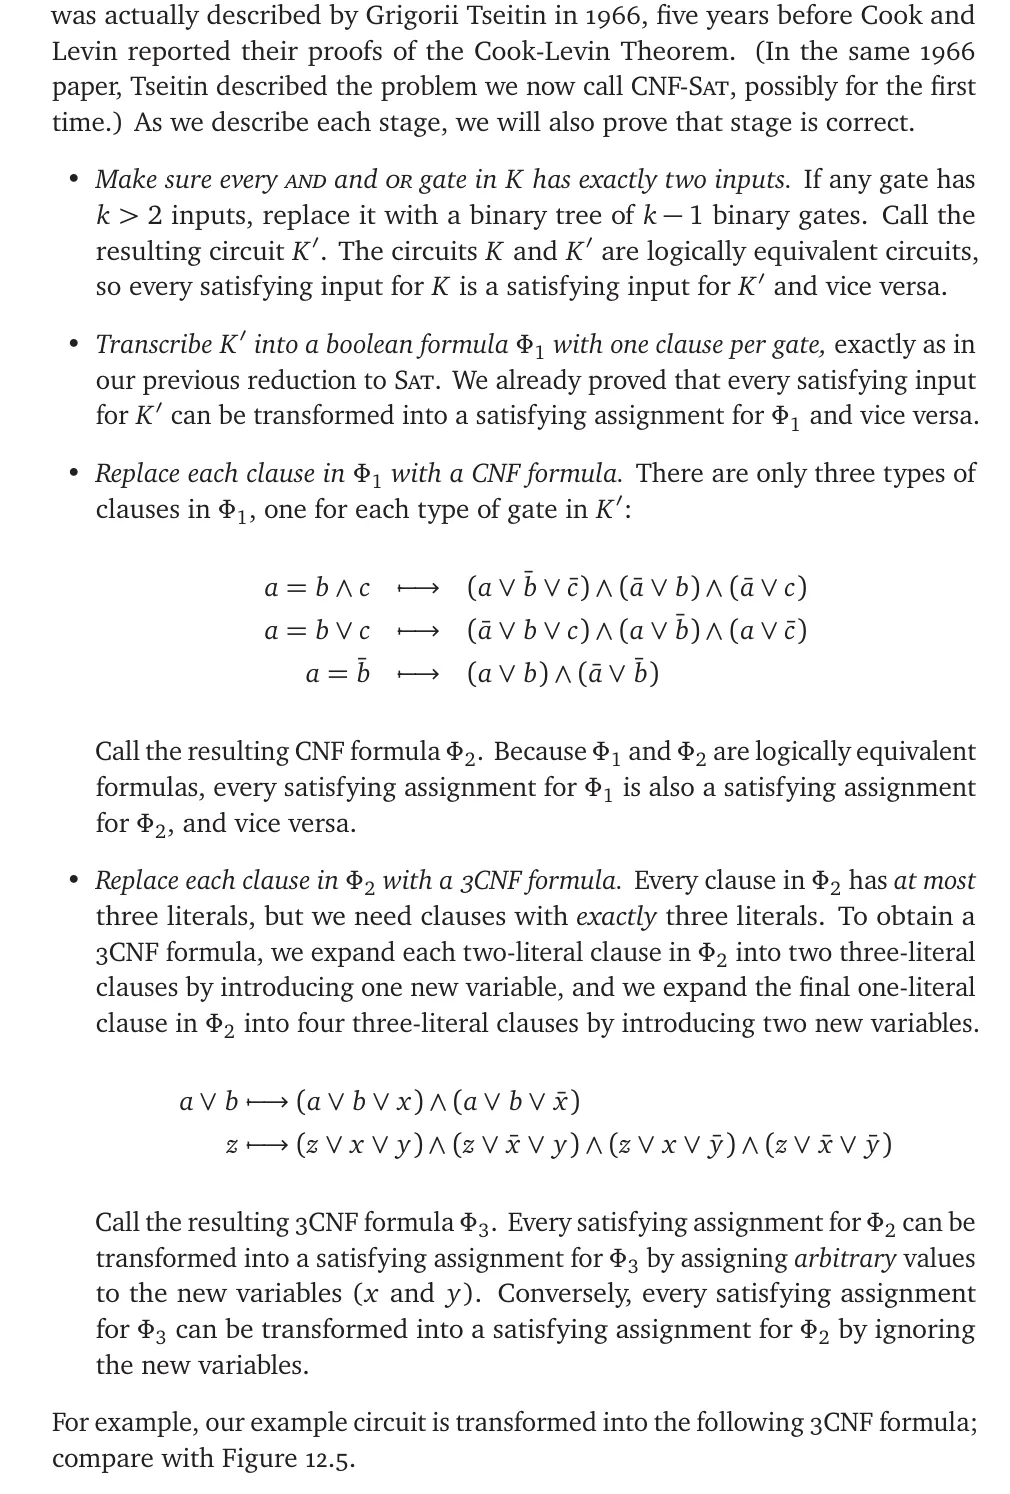 was actually described by Grigorii Tseitin in 1966, five years before Cook and
Levin reported their proofs of the Cook-Levin Theorem. (In the same 1966
paper, Tseitin described the problem we now call CNF-SAT, possibly for the first
time.) As we describe each stage, we will also prove that stage is correct.
• Make sure every AND and OR gate in K has exactly two inputs. If any gate has
k > 2 inputs, replace it with a binary tree of k − 1 binary gates. Call the
resulting circuit K′. The circuits K and K′ are logically equivalent circuits,
so every satisfying input for K is a satisfying input for K′ and vice versa.
• Transcribe K′ into a boolean formula Φ₁ with one clause per gate, exactly as in
our previous reduction to SAT. We already proved that every satisfying input
for K′ can be transformed into a satisfying assignment for Φ₁ and vice versa.
• Replace each clause in Φ₁ with a CNF formula. There are only three types of
clauses in Φ₁, one for each type of gate in K′:
a = b ∧ c ⟼ (a ∨ b̄ ∨ c̄) ∧ (ā ∨ b) ∧ (ā ∨ c)
a = b ∨ c ⟼ (ā ∨ b ∨ c) ∧ (a ∨ b̄) ∧ (a ∨ c̄)
a = b̄ ⟼ (a ∨ b) ∧ (ā ∨ b̄)
Call the resulting CNF formula Φ₂. Because Φ₁ and Φ₂ are logically equivalent
formulas, every satisfying assignment for Φ₁ is also a satisfying assignment
for Φ₂, and vice versa.
• Replace each clause in Φ₂ with a 3CNF formula. Every clause in Φ₂ has at most
three literals, but we need clauses with exactly three literals. To obtain a
3CNF formula, we expand each two-literal clause in Φ₂ into two three-literal
clauses by introducing one new variable, and we expand the final one-literal
clause in Φ₂ into four three-literal clauses by introducing two new variables.
a ∨ b ⟼ (a ∨ b ∨ x) ∧ (a ∨ b ∨ x̄)
z ⟼ (z ∨ x ∨ y) ∧ (z ∨ x̄ ∨ y) ∧ (z ∨ x ∨ ȳ) ∧ (z ∨ x̄ ∨ ȳ)
Call the resulting 3CNF formula Φ₃. Every satisfying assignment for Φ₂ can be
transformed into a satisfying assignment for Φ₃ by assigning arbitrary values
to the new variables (x and y). Conversely, every satisfying assignment
for Φ₃ can be transformed into a satisfying assignment for Φ₂ by ignoring
the new variables.
For example, our example circuit is transformed into the following 3CNF formula;
compare with Figure 12.5.